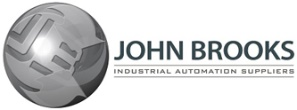 JOHN BROOKS
INDUSTRIAL AUTOMATION SUPPLIERS